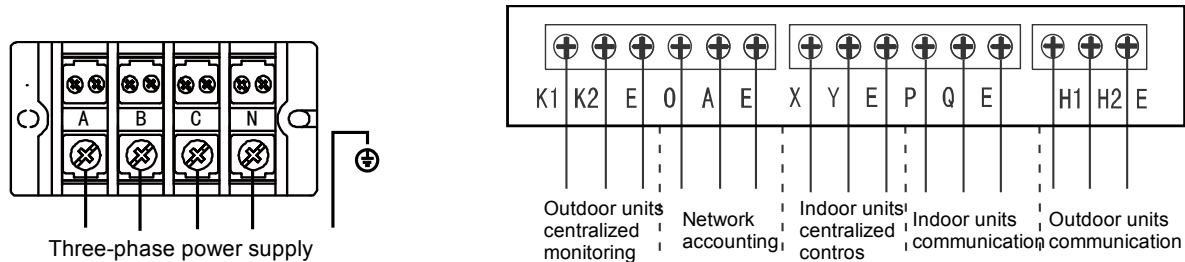 A B C N
Three-phase power supply
K1 K2 E O A E X Y E P Q E H1 H2 E
Outdoor units
centralized
monitoring
Network
accounting
Indoor units
centralized
contros
Indoor units
communication
Outdoor units
communication